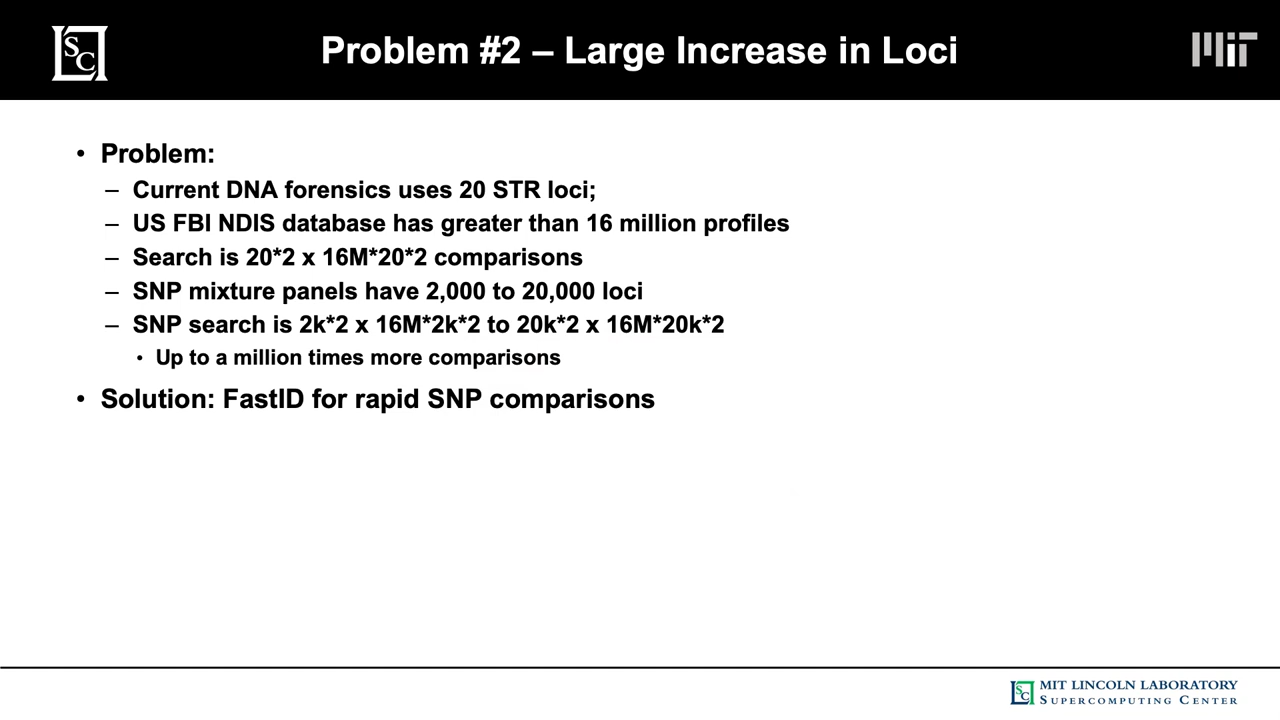 LSC
Problem #2 – Large Increase in Loci
MIT
• Problem:
– Current DNA forensics uses 20 STR loci;
– US FBI NDIS database has greater than 16 million profiles
– Search is 20*2 x 16M*20*2 comparisons
– SNP mixture panels have 2,000 to 20,000 loci
– SNP search is 2k*2 x 16M*2k*2 to 20k*2 x 16M*20k*2
• Up to a million times more comparisons
• Solution: FastID for rapid SNP comparisons
LSC
MIT LINCOLN LABORATORY
SUPERCOMPUTING CENTER